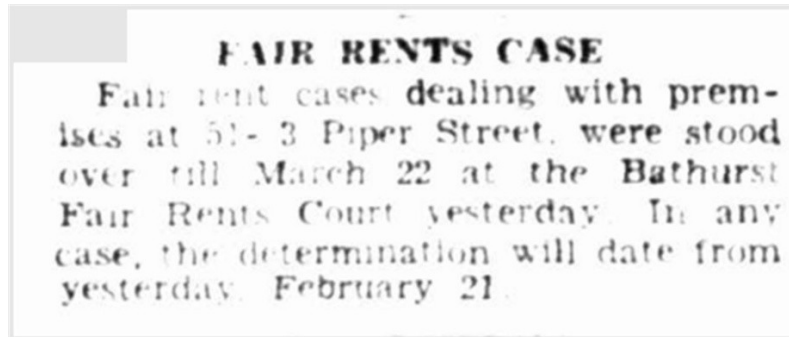 FAIR RENTS CASE
Fair rent cases dealing with prem-
ises at 51- 3 Piper Street, were stood
over till March 22 at the Bathurst
Fair Rents Court yesterday. In any
case, the determination will date from
yesterday, February 21.